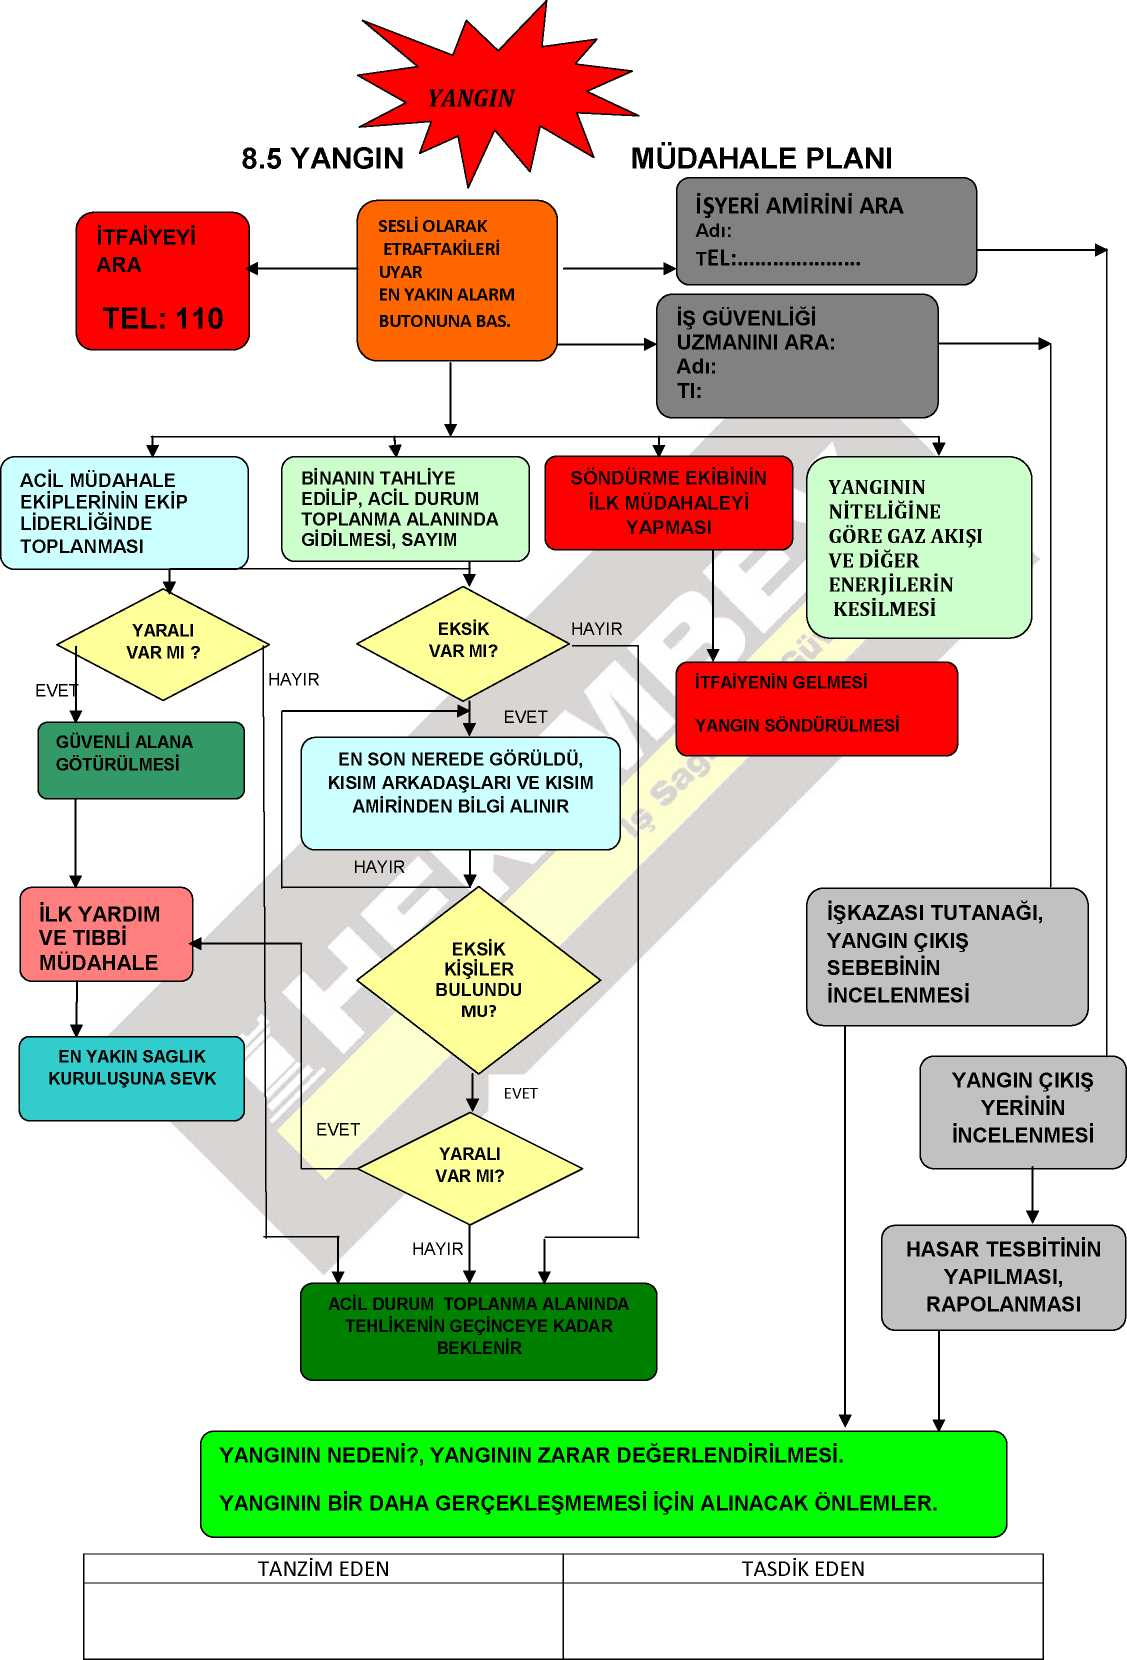 YANGIN
8.5 YANGIN MÜDAHALE PLANI
İTFAİYEYİ
ARA
TEL: 110
SESLİ OLARAK
ETRAFTAKİLERİ
UYAR
EN YAKIN ALARM
BUTONUNA BAS.
İŞYERİ AMİRİNİ ARA
Adı:
TEL:.....................
İŞ GÜVENLİĞİ
UZMANINI ARA:
Adı:
Tl:
ACİL MÜDAHALE
EKİPLERİNİN EKİP
LİDERLİĞİNDE
TOPLANMASI
BİNANIN TAHLİYE
EDİLİP, ACİL DURUM
TOPLANMA ALANINDA
GİDİLMESİ, SAYIM
SÖNDÜRME EKİBİNİN
İLK MÜDAHALEYİ
YAPMASI
YANGININ
NİTELİĞİNE
GÖRE GAZ AKIŞI
VE DİĞER
ENERJİLERİN
KESİLMESİ
YARALI
VAR MI ?
EKSİK
VAR MI?
HAYIR
HAYIR
EVET
EVET
İTFAİYENİN GELMESİ
YANGIN SÖNDÜRÜLMESİ
GÜVENLİ ALANA
GÖTÜRÜLMESİ
EN SON NEREDE GÖRÜLDÜ,
KISIM ARKADAŞLARI VE KISIM
AMİRİNDEN BİLGİ ALINIR
HAYIR
İLK YARDIM
VE TIBBİ
MÜDAHALE
EKSİK
KİŞİLER
BULUNDU
MU?
İŞKAZASI TUTANAĞI,
YANGIN ÇIKIŞ
SEBEBİNİN
İNCELENMESİ
EN YAKIN SAGLIK
KURULUŞUNA SEVK
EVET
YANGIN ÇIKIŞ
YERİNİN
İNCELENMESİ
EVET
YARALI
VAR MI?
HAYIR
HASAR TESBİTİNİN
YAPILMASI,
RAPOLANMASI
ACİL DURUM TOPLANMA ALANINDA
TEHLİKENİN GEÇİNCEYE KADAR
BEKLENİR
YANGININ NEDENİ?, YANGININ ZARAR DEĞERLENDİRİLMESİ.
YANGININ BİR DAHA GERÇEKLEŞMEMESİ İÇİN ALINACAK ÖNLEMLER.
TANZİM EDEN
TASDİK EDEN